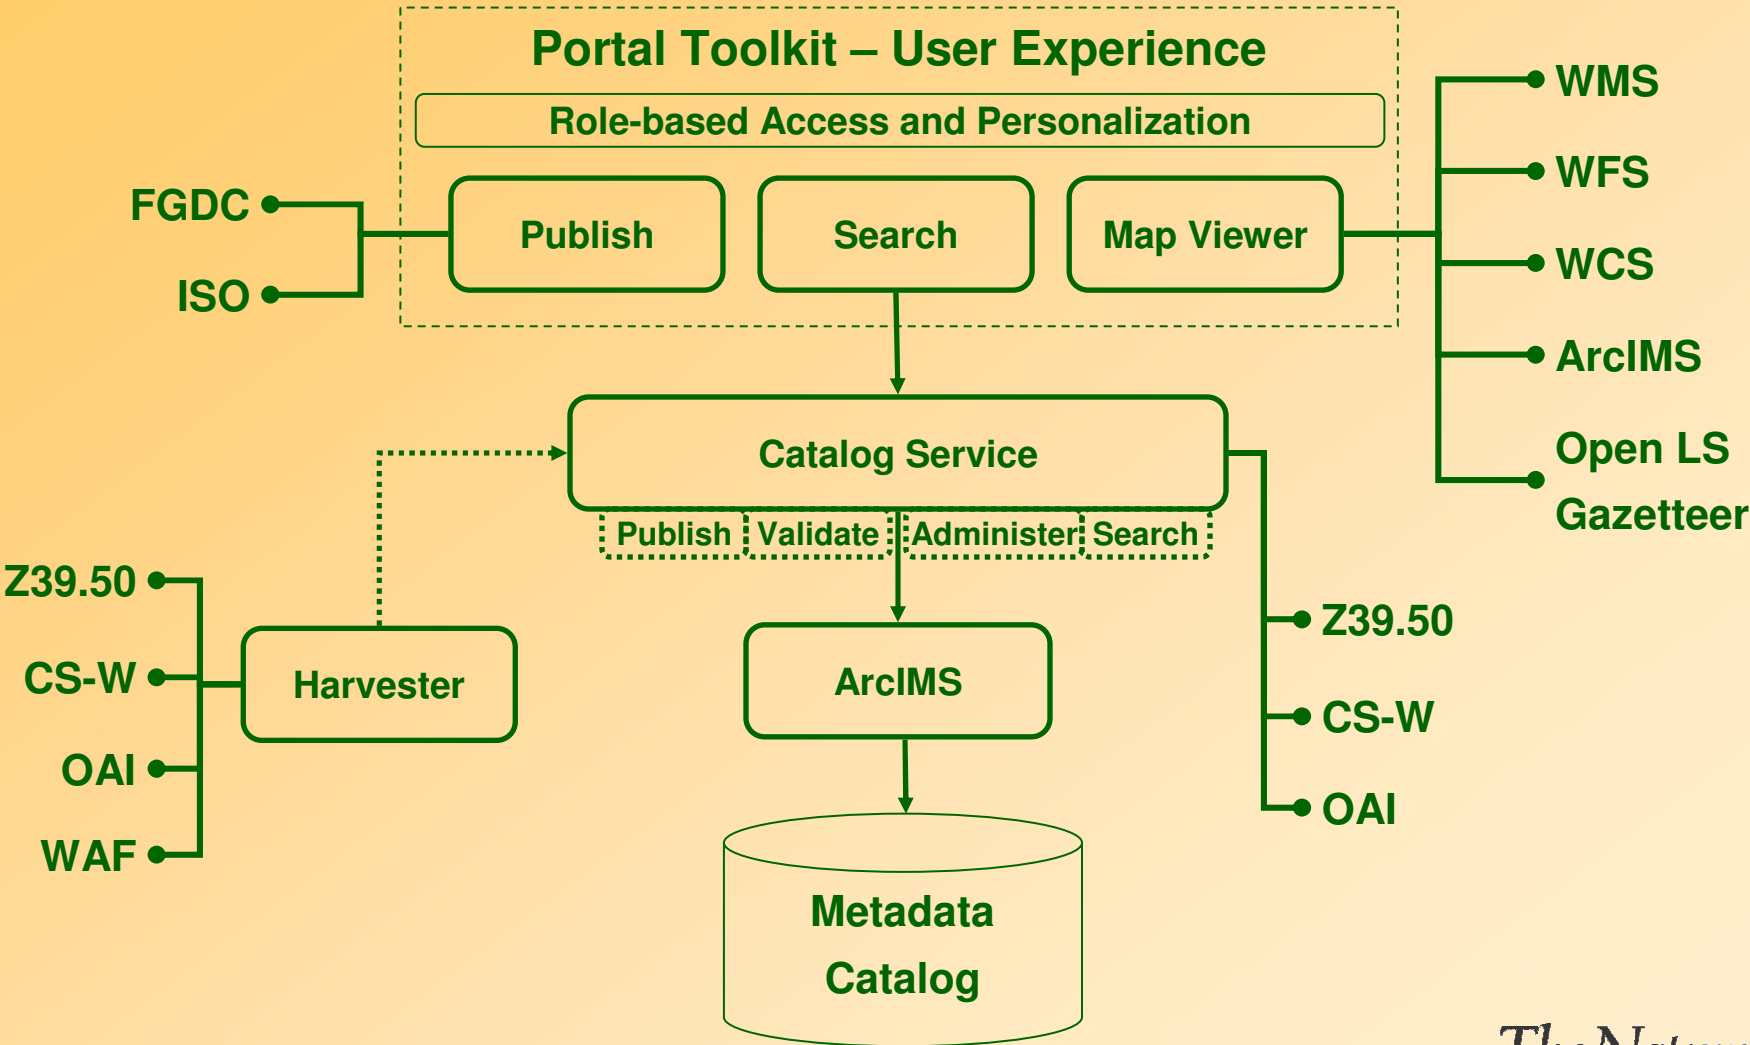 Portal Toolkit – User Experience
Role-based Access and Personalization
FGDC
ISO
Publish
Search
Map Viewer
WMS
WFS
WCS
ArcIMS
Open LS
Gazetteer
Catalog Service
Publish
Validate
Administer
Search
Z39.50
CS-W
OAI
WAF
Harvester
ArcIMS
Z39.50
CS-W
OAI
Metadata
Catalog